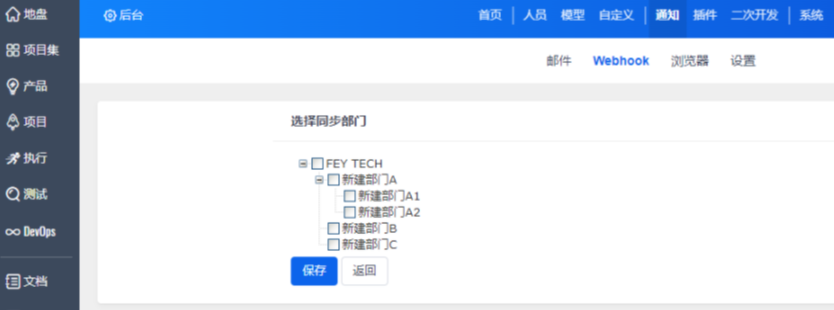 地盘
项目集
产品
项目
执行
测试
DevOps
文档
后台
首页 人员 模型 自定义 通知 插件 二次开发 系统
邮件 Webhook 浏览器 设置
选择同步部门
FEY TECH
新建部门A
新建部门A1
新建部门A2
新建部门B
新建部门C
保存 返回